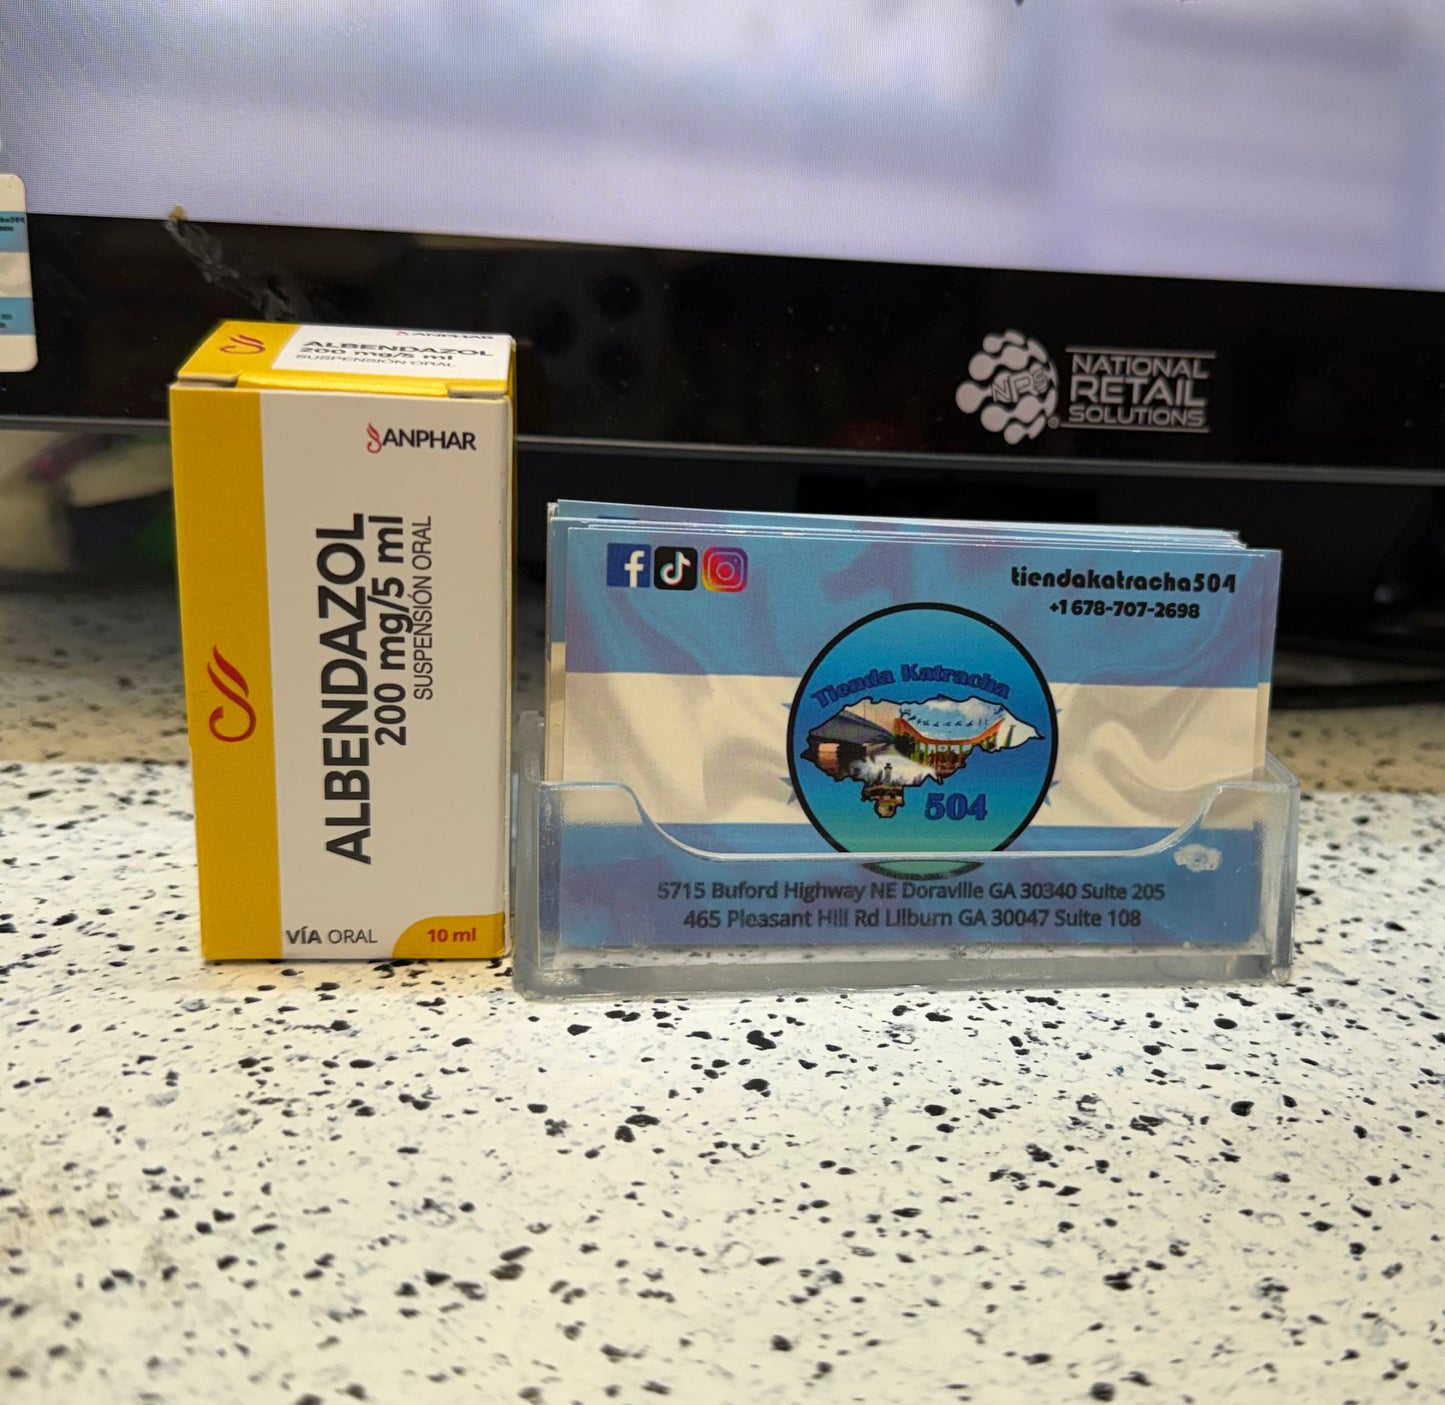 ANPHAR
ALBENDAZOL
200 mg/5 ml
SUSPENSIÓN ORAL
ANPHAR
ALBENDAZOL
200 mg/5 ml
SUSPENSIÓN ORAL
VÍA ORAL
10 ml
NRS
NATIONAL
RETAIL
SOLUTIONS
tiendakatracha504
+1 678-707-2698
Tienda Katracha
504
5715 Buford Highway NE Doraville GA 30340 Suite 205
465 Pleasant Hill Rd Lilburn GA 30047 Suite 108